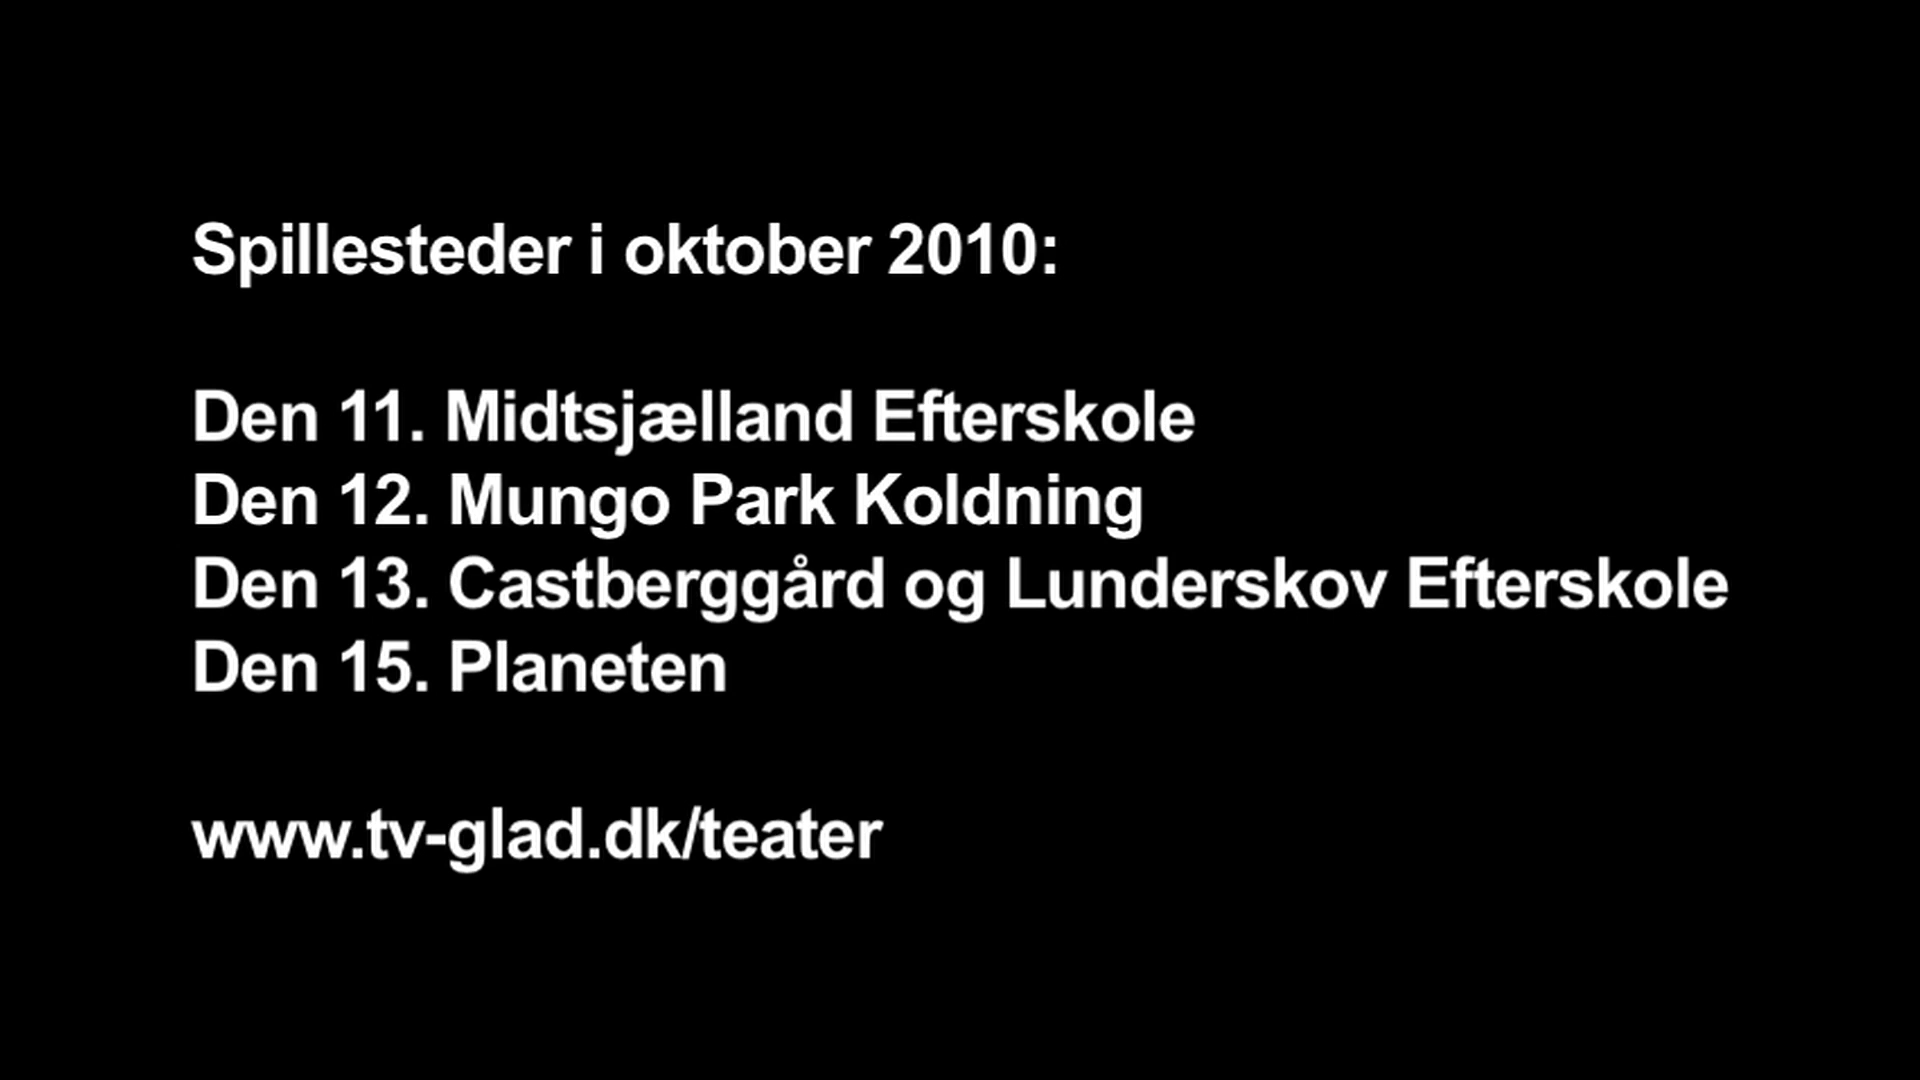 Spillesteder i oktober 2010:
Den 11. Midtsjælland Efterskole
Den 12. Mungo Park Koldning
Den 13. Castberggård og Lunderskov Efterskole
Den 15. Planeten
www.tv-glad.dk/teater